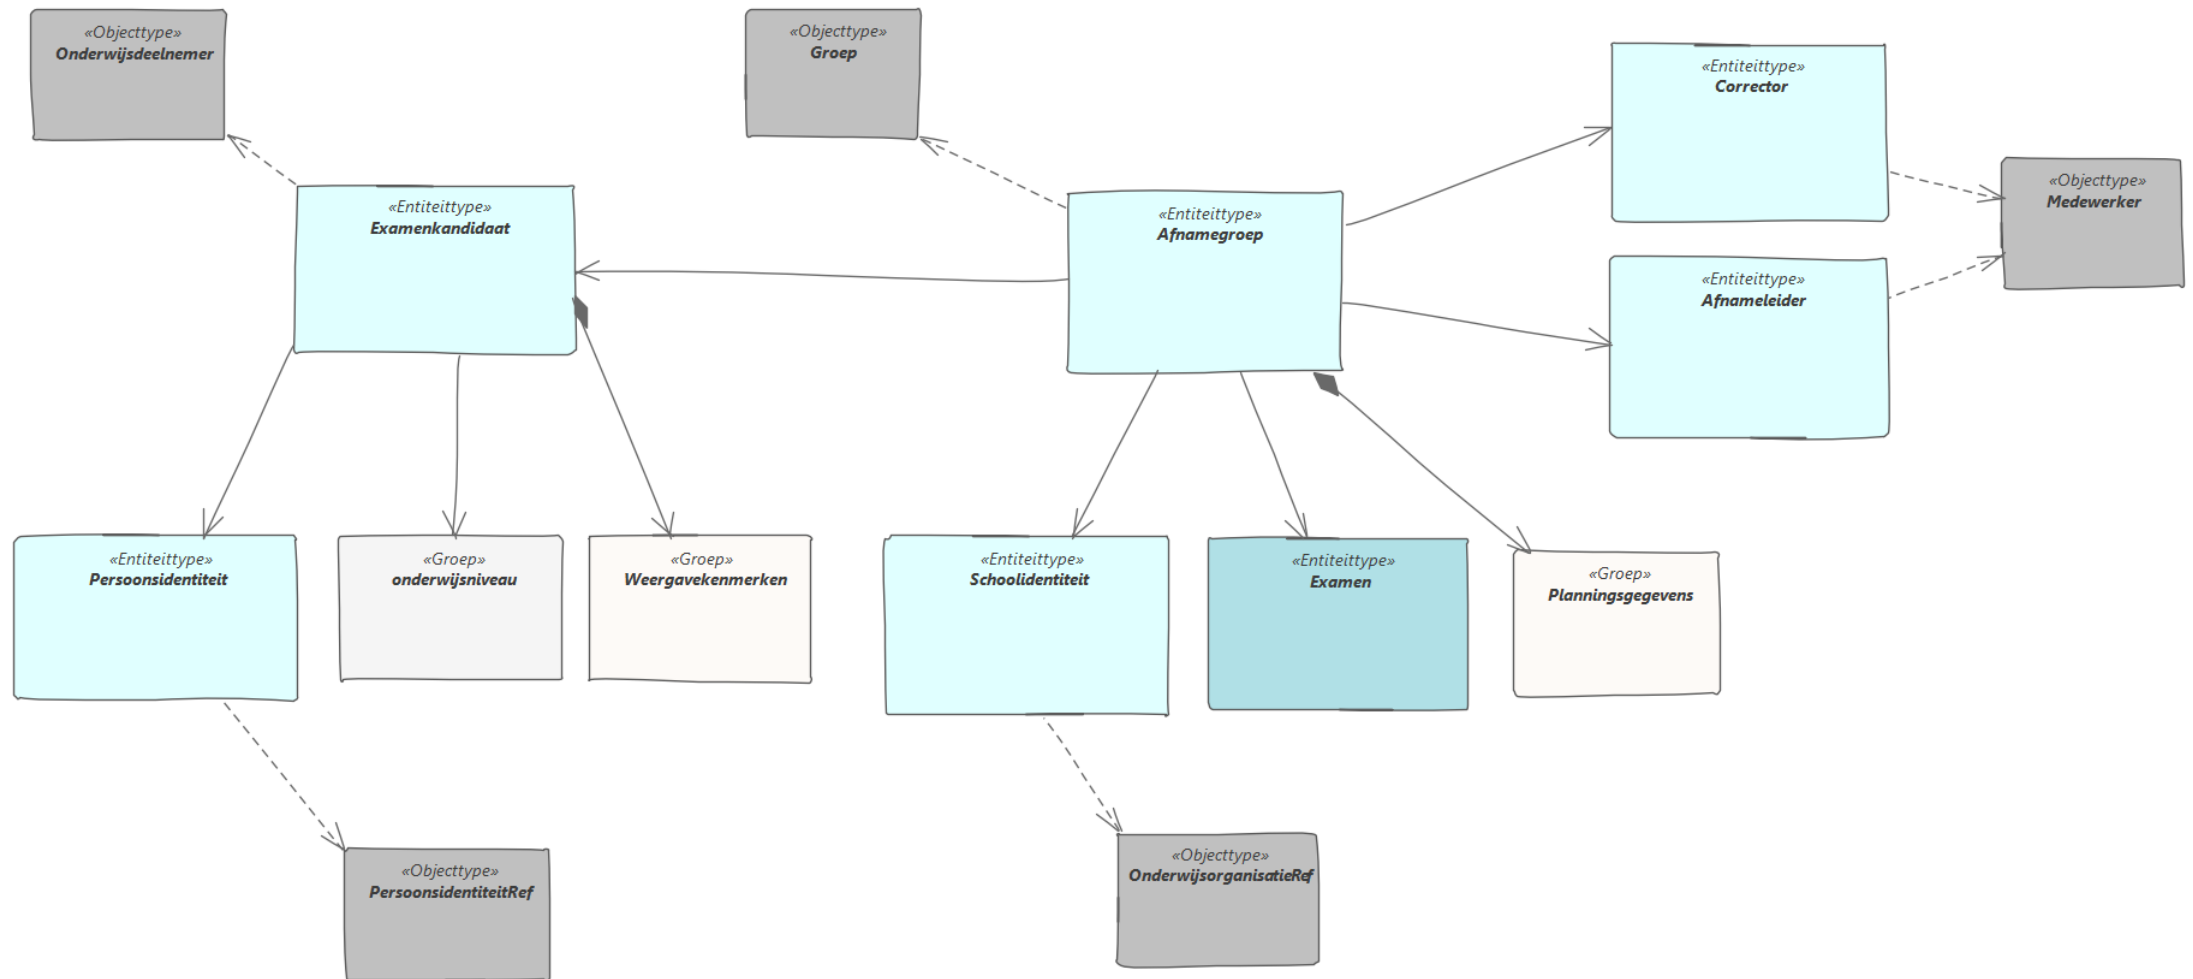 «Objecttype»
Onderwijsdeelnemer
«Objecttype»
Groep
«Entiteittype»
Corrector
«Objecttype»
Medewerker
«Entiteittype»
Examenkandidaat
«Entiteittype»
Afnamegroep
«Entiteittype»
Afnameleider
«Entiteittype»
Persoonsidentiteit
«Groep»
onderwijsniveau
«Groep»
Weergavekenmerken
«Entiteittype»
Schoolidentiteit
«Entiteittype»
Examen
«Groep»
Planningsgegevens
«Objecttype»
PersoonsidentiteitRef
«Objecttype»
OnderwijsorganisatieRef